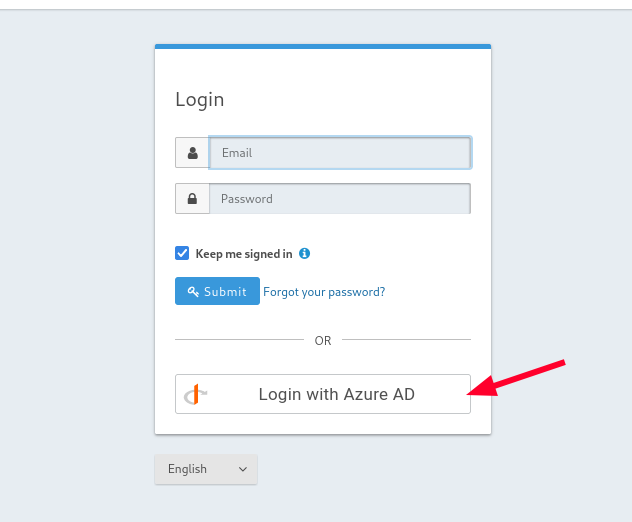 Login
Email
Password
Keep me signed in
Submit Forgot your password?
OR
Login with Azure AD
English